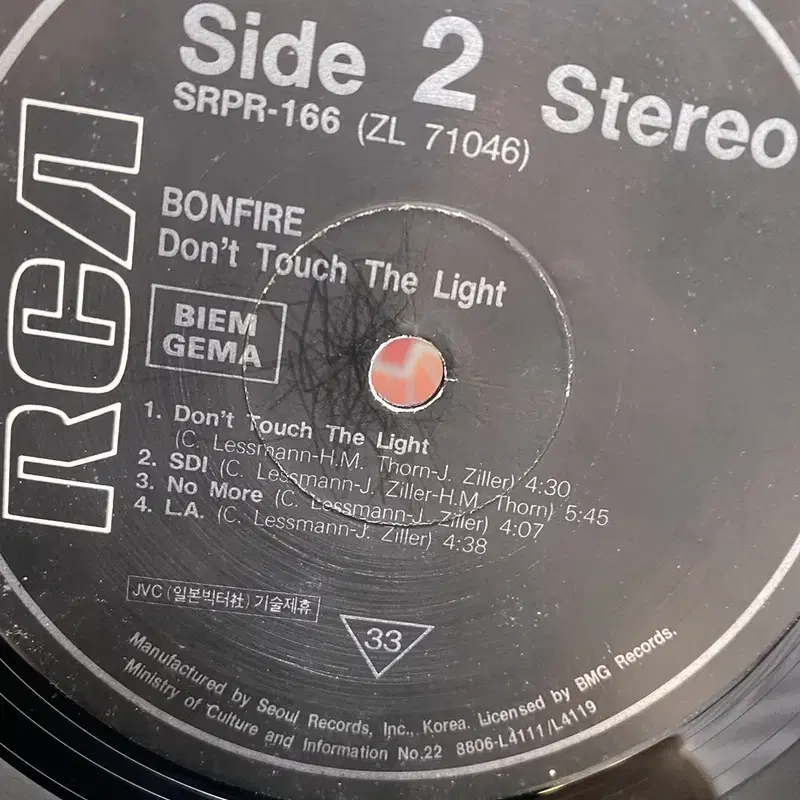 RCA
Side 2 Stereo
SRPR-166 (ZL 71046)
BONFIRE
Don't Touch The Light
BIEM
GEMA
1. Don't Touch The Light
(C. Lessmann-H.M. Thorn-J. Ziller) 4:30
2. SDI (C. Lessmann-J. Ziller-H.M. Thorn) 5:45
3. No More (C. Lessmann-J. Ziller) 4:07
4. L.A. (C. Lessmann-J. Ziller) 4:38
JVC (일본빅터社) 기술제휴
33
Manufactured by Seoul Records, Inc., Korea. Licensed by BMG Records.
Ministry of Culture and Information No.22 8806-L4111/L4119